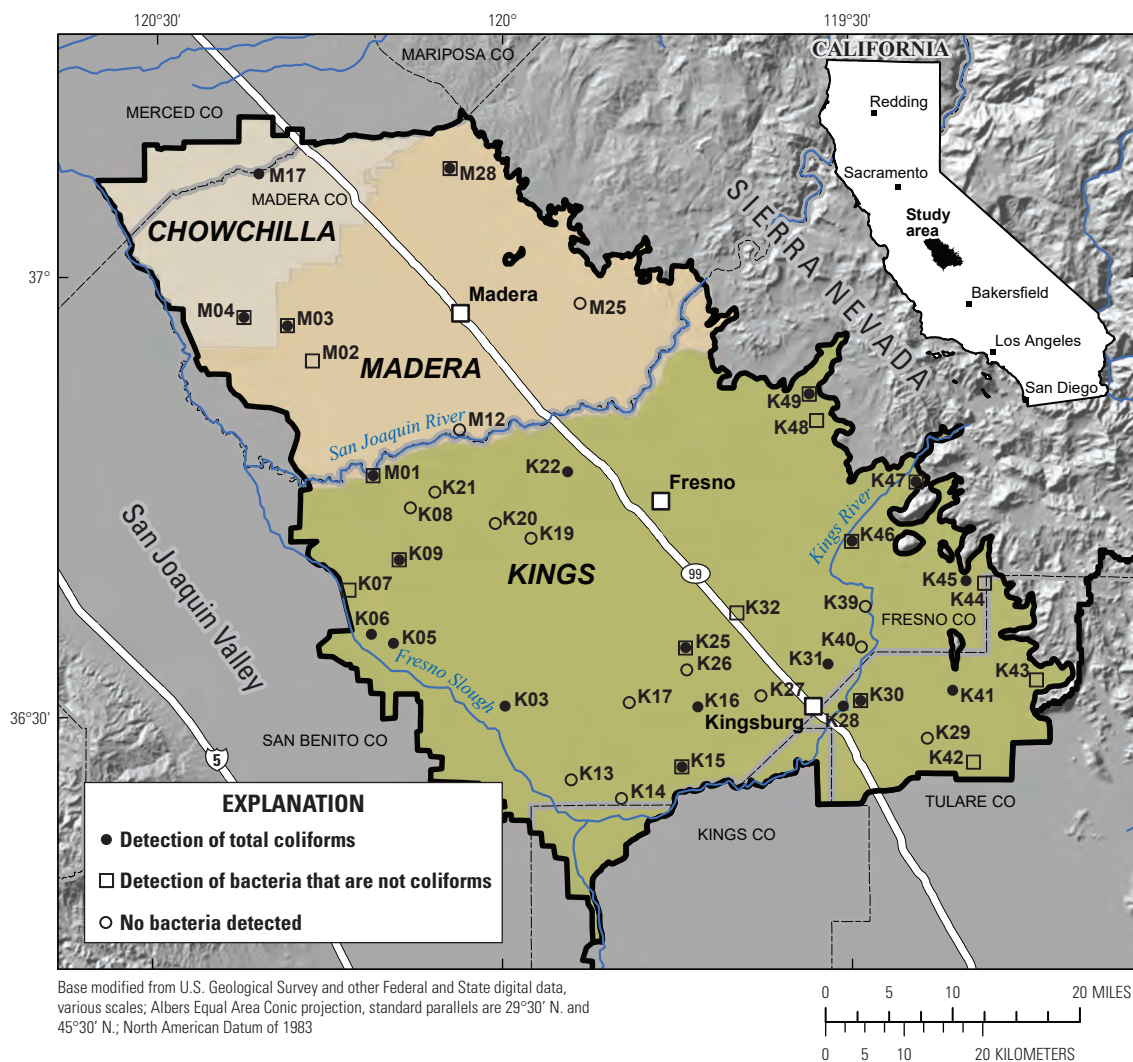 120°30'
120°
119°30'
MARIPOSA CO
CALIFORNIA
Redding
MERCED CO
M17
M28
MADERA CO
Sacramento
CHOWCHILLA
SIERRA NEVADA
Study
area
37°
Madera
M25
Bakersfield
M04
M03
M02
Los Angeles
MADERA
San Diego
K49
K48
San Joaquin River
M12
M01
K22
K47
K21
Fresno
K08
K20
K19
Kings River
K46
San Joaquin Valley
K09
KINGS
99
K45
K07
K44
K32
K39
FRESNO CO
K06
K05
K25
K40
K31
K26
Fresno Slough
K43
K17
K27
K30
K41
36°30'
K03
K16
Kingsburg
K28
SAN BENITO CO
K29
5
K42
K15
K13
K14
TULARE CO
KINGS CO
EXPLANATION
Detection of total coliforms
Detection of bacteria that are not coliforms
No bacteria detected
Base modified from U.S. Geological Survey and other Federal and State digital data,
various scales; Albers Equal Area Conic projection, standard parallels are 29°30' N. and
45°30' N.; North American Datum of 1983
0 5 10 20 MILES
0 5 10 20 KILOMETERS